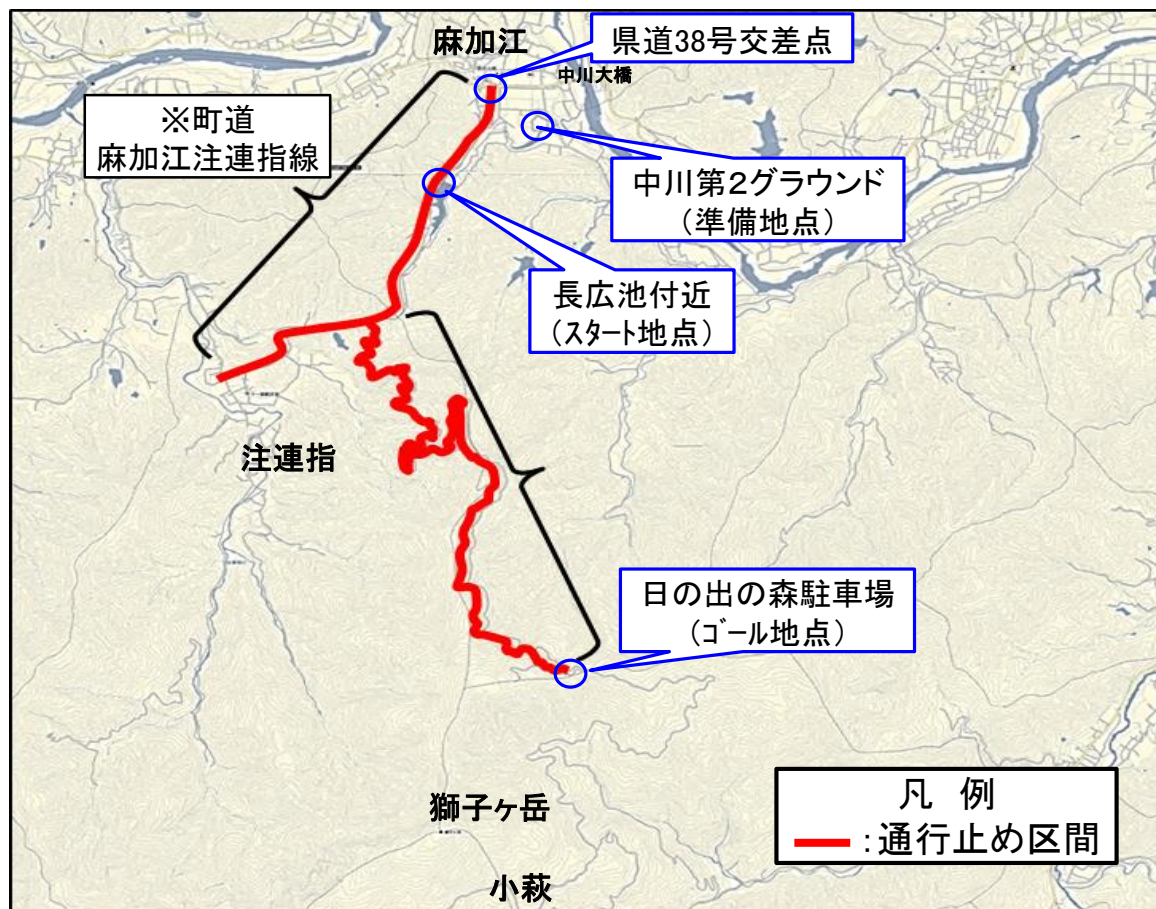 麻加江
県道38号交差点
中川大橋
※町道
麻加江注連指線
中川第2グラウンド
(準備地点)
長広池付近
(ｽﾀｰﾄ地点)
注連指
日の出の森駐車場
(ｺﾞｰﾙ地点)
獅子ヶ岳
小萩
凡 例
:通行止め区間